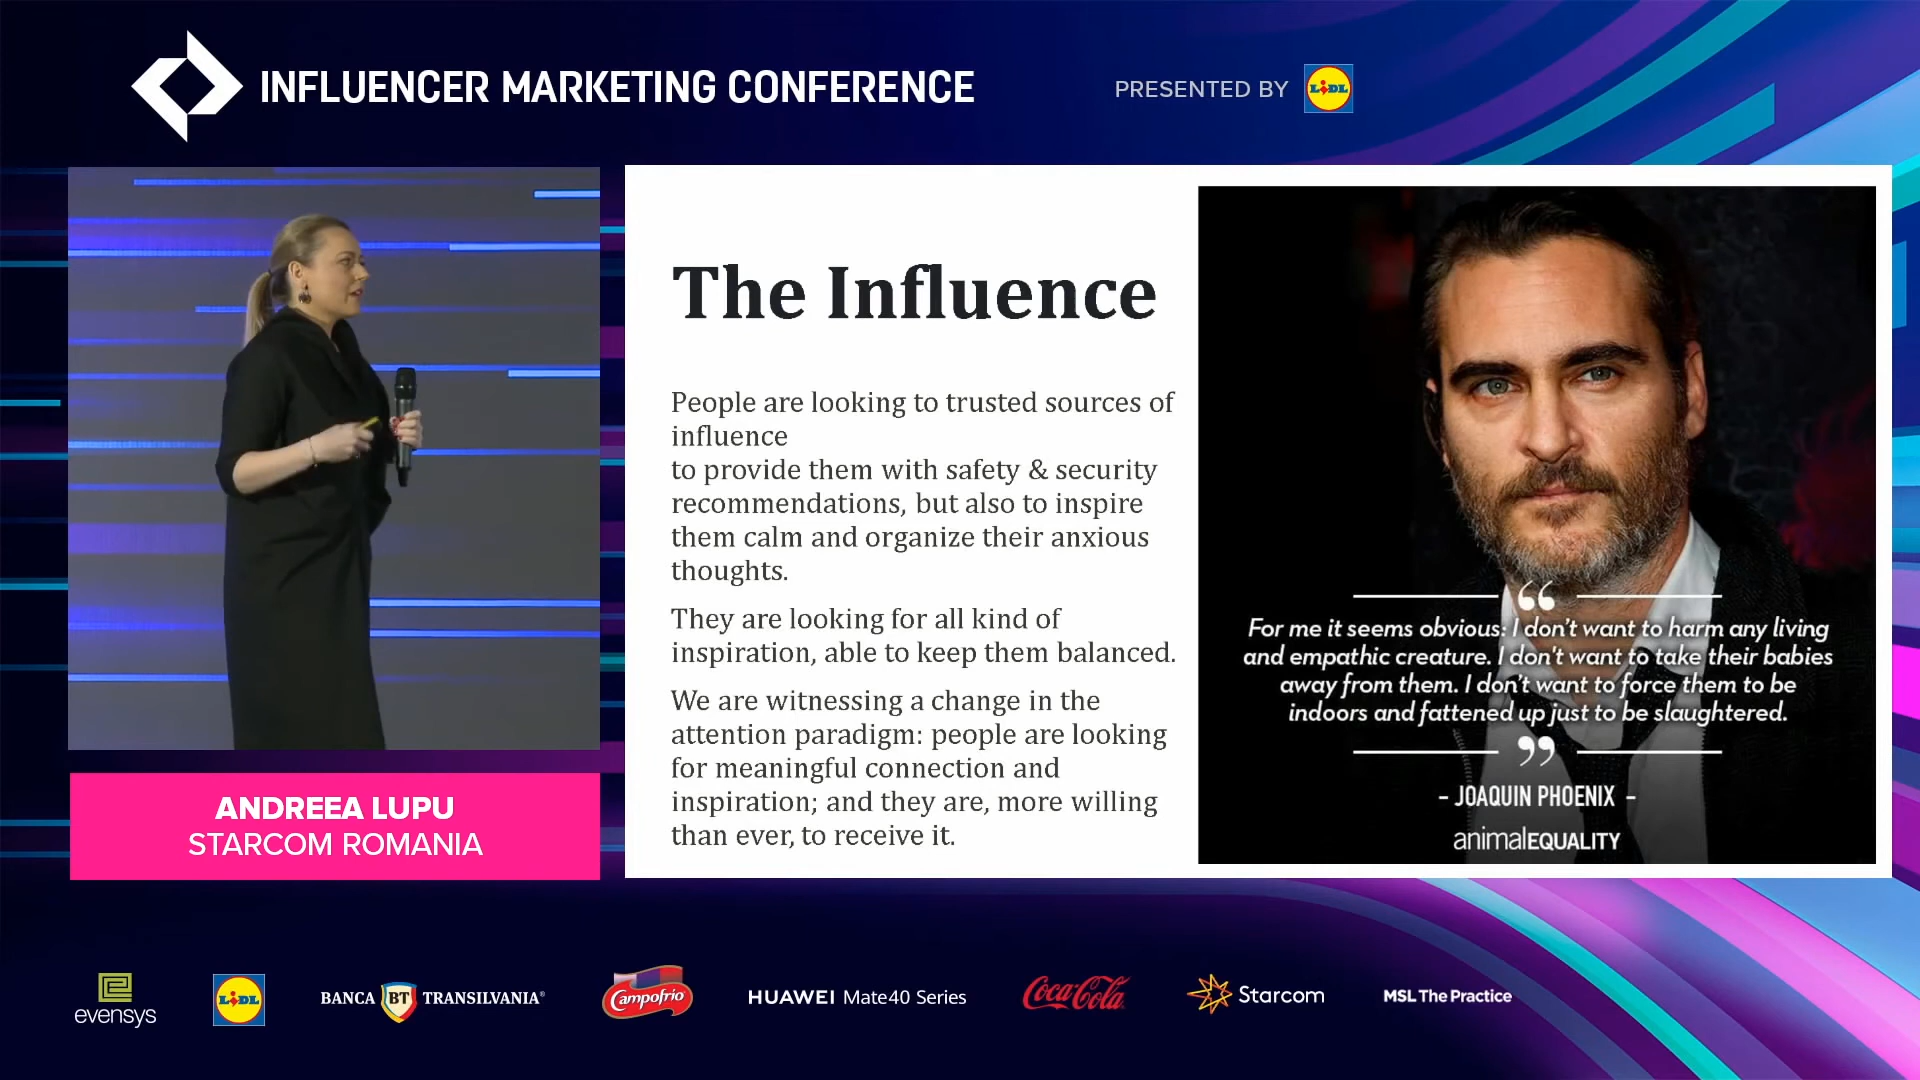 INFLUENCER MARKETING CONFERENCE
PRESENTED BY
LIDL
The Influence
People are looking to trusted sources of
influence
to provide them with safety & security
recommendations, but also to inspire
them calm and organize their anxious
thoughts.
They are looking for all kind of
inspiration, able to keep them balanced.
We are witnessing a change in the
attention paradigm: people are looking
for meaningful connection and
inspiration; and they are, more willing
than ever, to receive it.
“
For me it seems obvious: I don't want to harm any living
and empathic creature. I don't want to take their babies
away from them. I don't want to force them to be
indoors and fattened up just to be slaughtered.
”
- JOAQUIN PHOENIX -
animalEQUALITY
ANDREEA LUPU
STARCOM ROMANIA
evensys
LIDL
BANCA BT TRANSILVANIA®
Campofrío
HUAWEI Mate40 Series
Coca-Cola
Starcom
MSL The Practice